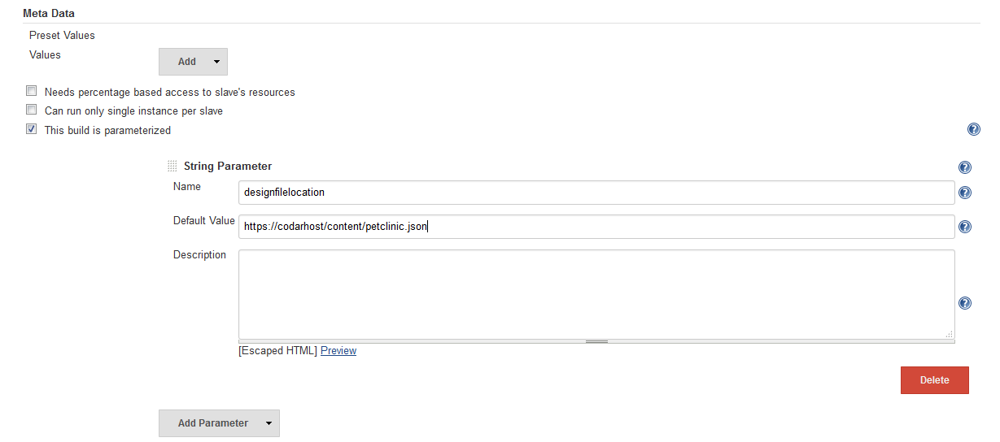 Meta Data
Preset Values
Values
Add
Needs percentage based access to slave's resources
Can run only single instance per slave
This build is parameterized
String Parameter
Name
designfilelocation
Default Value
https://codarhost/content/petclinic.json
Description
[Escaped HTML] Preview
Delete
Add Parameter